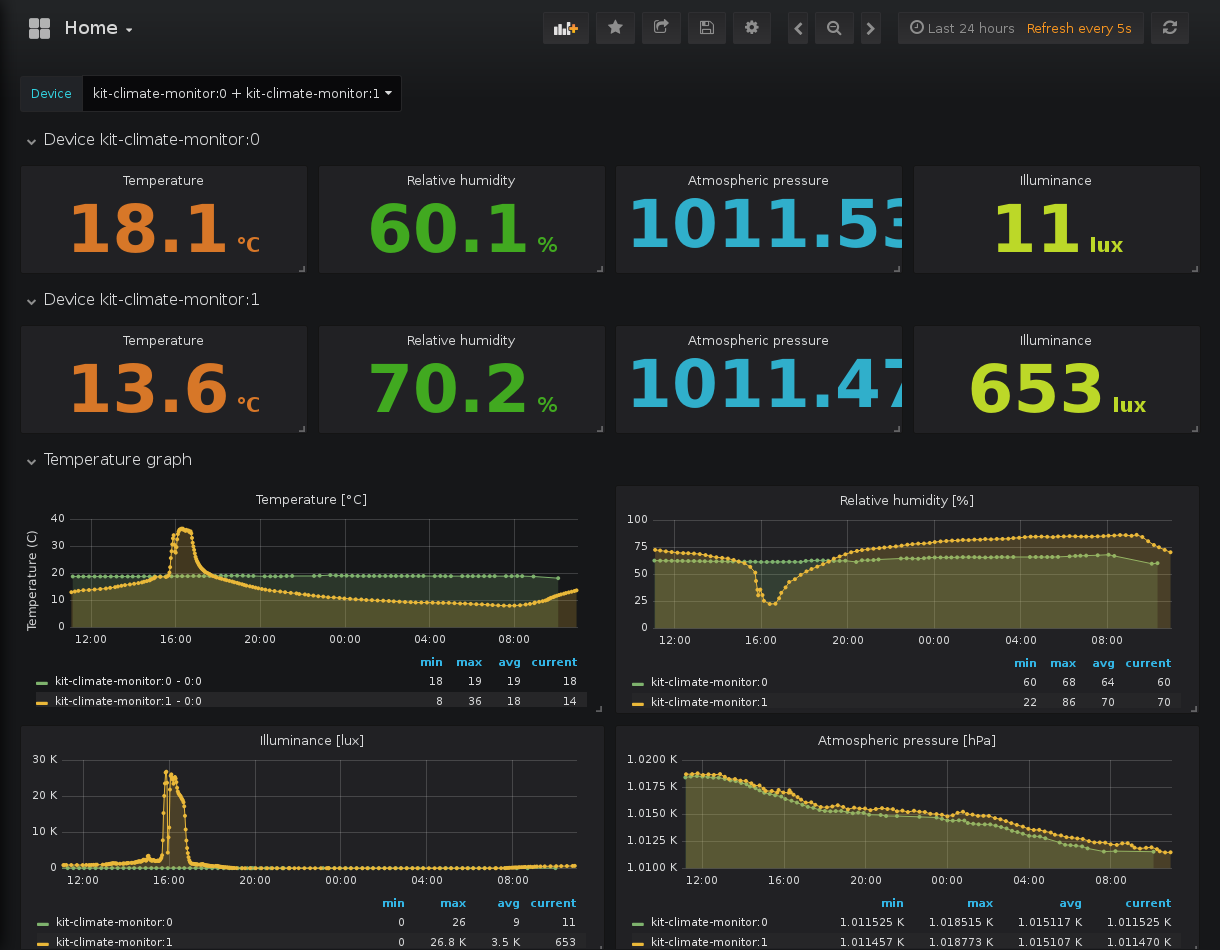 Home
Last 24 hours Refresh every 5s
Device kit-climate-monitor:0 + kit-climate-monitor:1
Device kit-climate-monitor:0
Temperature Relative humidity Atmospheric pressure Illuminance
18.1 °C 60.1 % 1011.53 11 lux
Device kit-climate-monitor:1
Temperature Relative humidity Atmospheric pressure Illuminance
13.6 °C 70.2 % 1011.47 653 lux
Temperature graph
Temperature [°C]
Temperature (C)
40
30
20
10
0
12:00 16:00 20:00 00:00 04:00 08:00
min max avg current
kit-climate-monitor:0 - 0:0 18 19 19 18
kit-climate-monitor:1 - 0:0 8 36 18 14
Relative humidity [%]
100
75
50
25
0
12:00 16:00 20:00 00:00 04:00 08:00
min max avg current
kit-climate-monitor:0 60 68 64 60
kit-climate-monitor:1 22 86 70 70
Illuminance [lux]
30 K
20 K
10 K
0
12:00 16:00 20:00 00:00 04:00 08:00
min max avg current
kit-climate-monitor:0 0 26 9 11
kit-climate-monitor:1 0 26.8 K 3.5 K 653
Atmospheric pressure [hPa]
1.0200 K
1.0175 K
1.0150 K
1.0125 K
1.0100 K
12:00 16:00 20:00 00:00 04:00 08:00
min max avg current
kit-climate-monitor:0 1.011525 K 1.018515 K 1.015117 K 1.011525 K
kit-climate-monitor:1 1.011457 K 1.018773 K 1.015107 K 1.011470 K